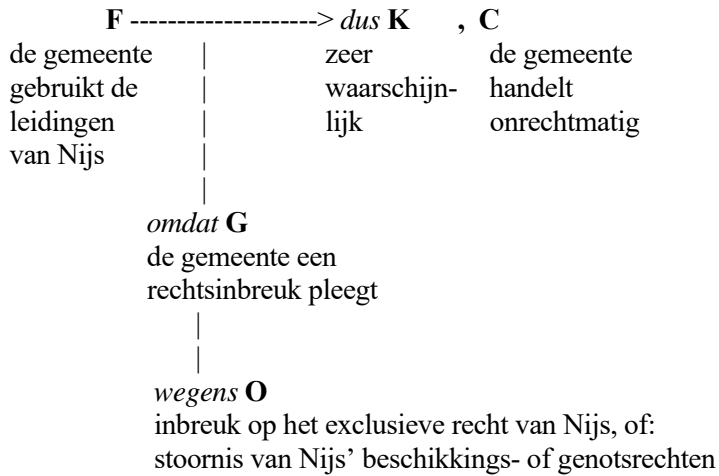 F --------------------> dus K , C
de gemeente | zeer de gemeente
gebruikt de | waarschijn- handelt
leidingen | lijk onrechtmatig
van Nijs |
|
omdat G
de gemeente een
rechtsinbreuk pleegt
|
|
wegens O
inbreuk op het exclusieve recht van Nijs, of:
stoornis van Nijs’ beschikkings- of genotsrechten